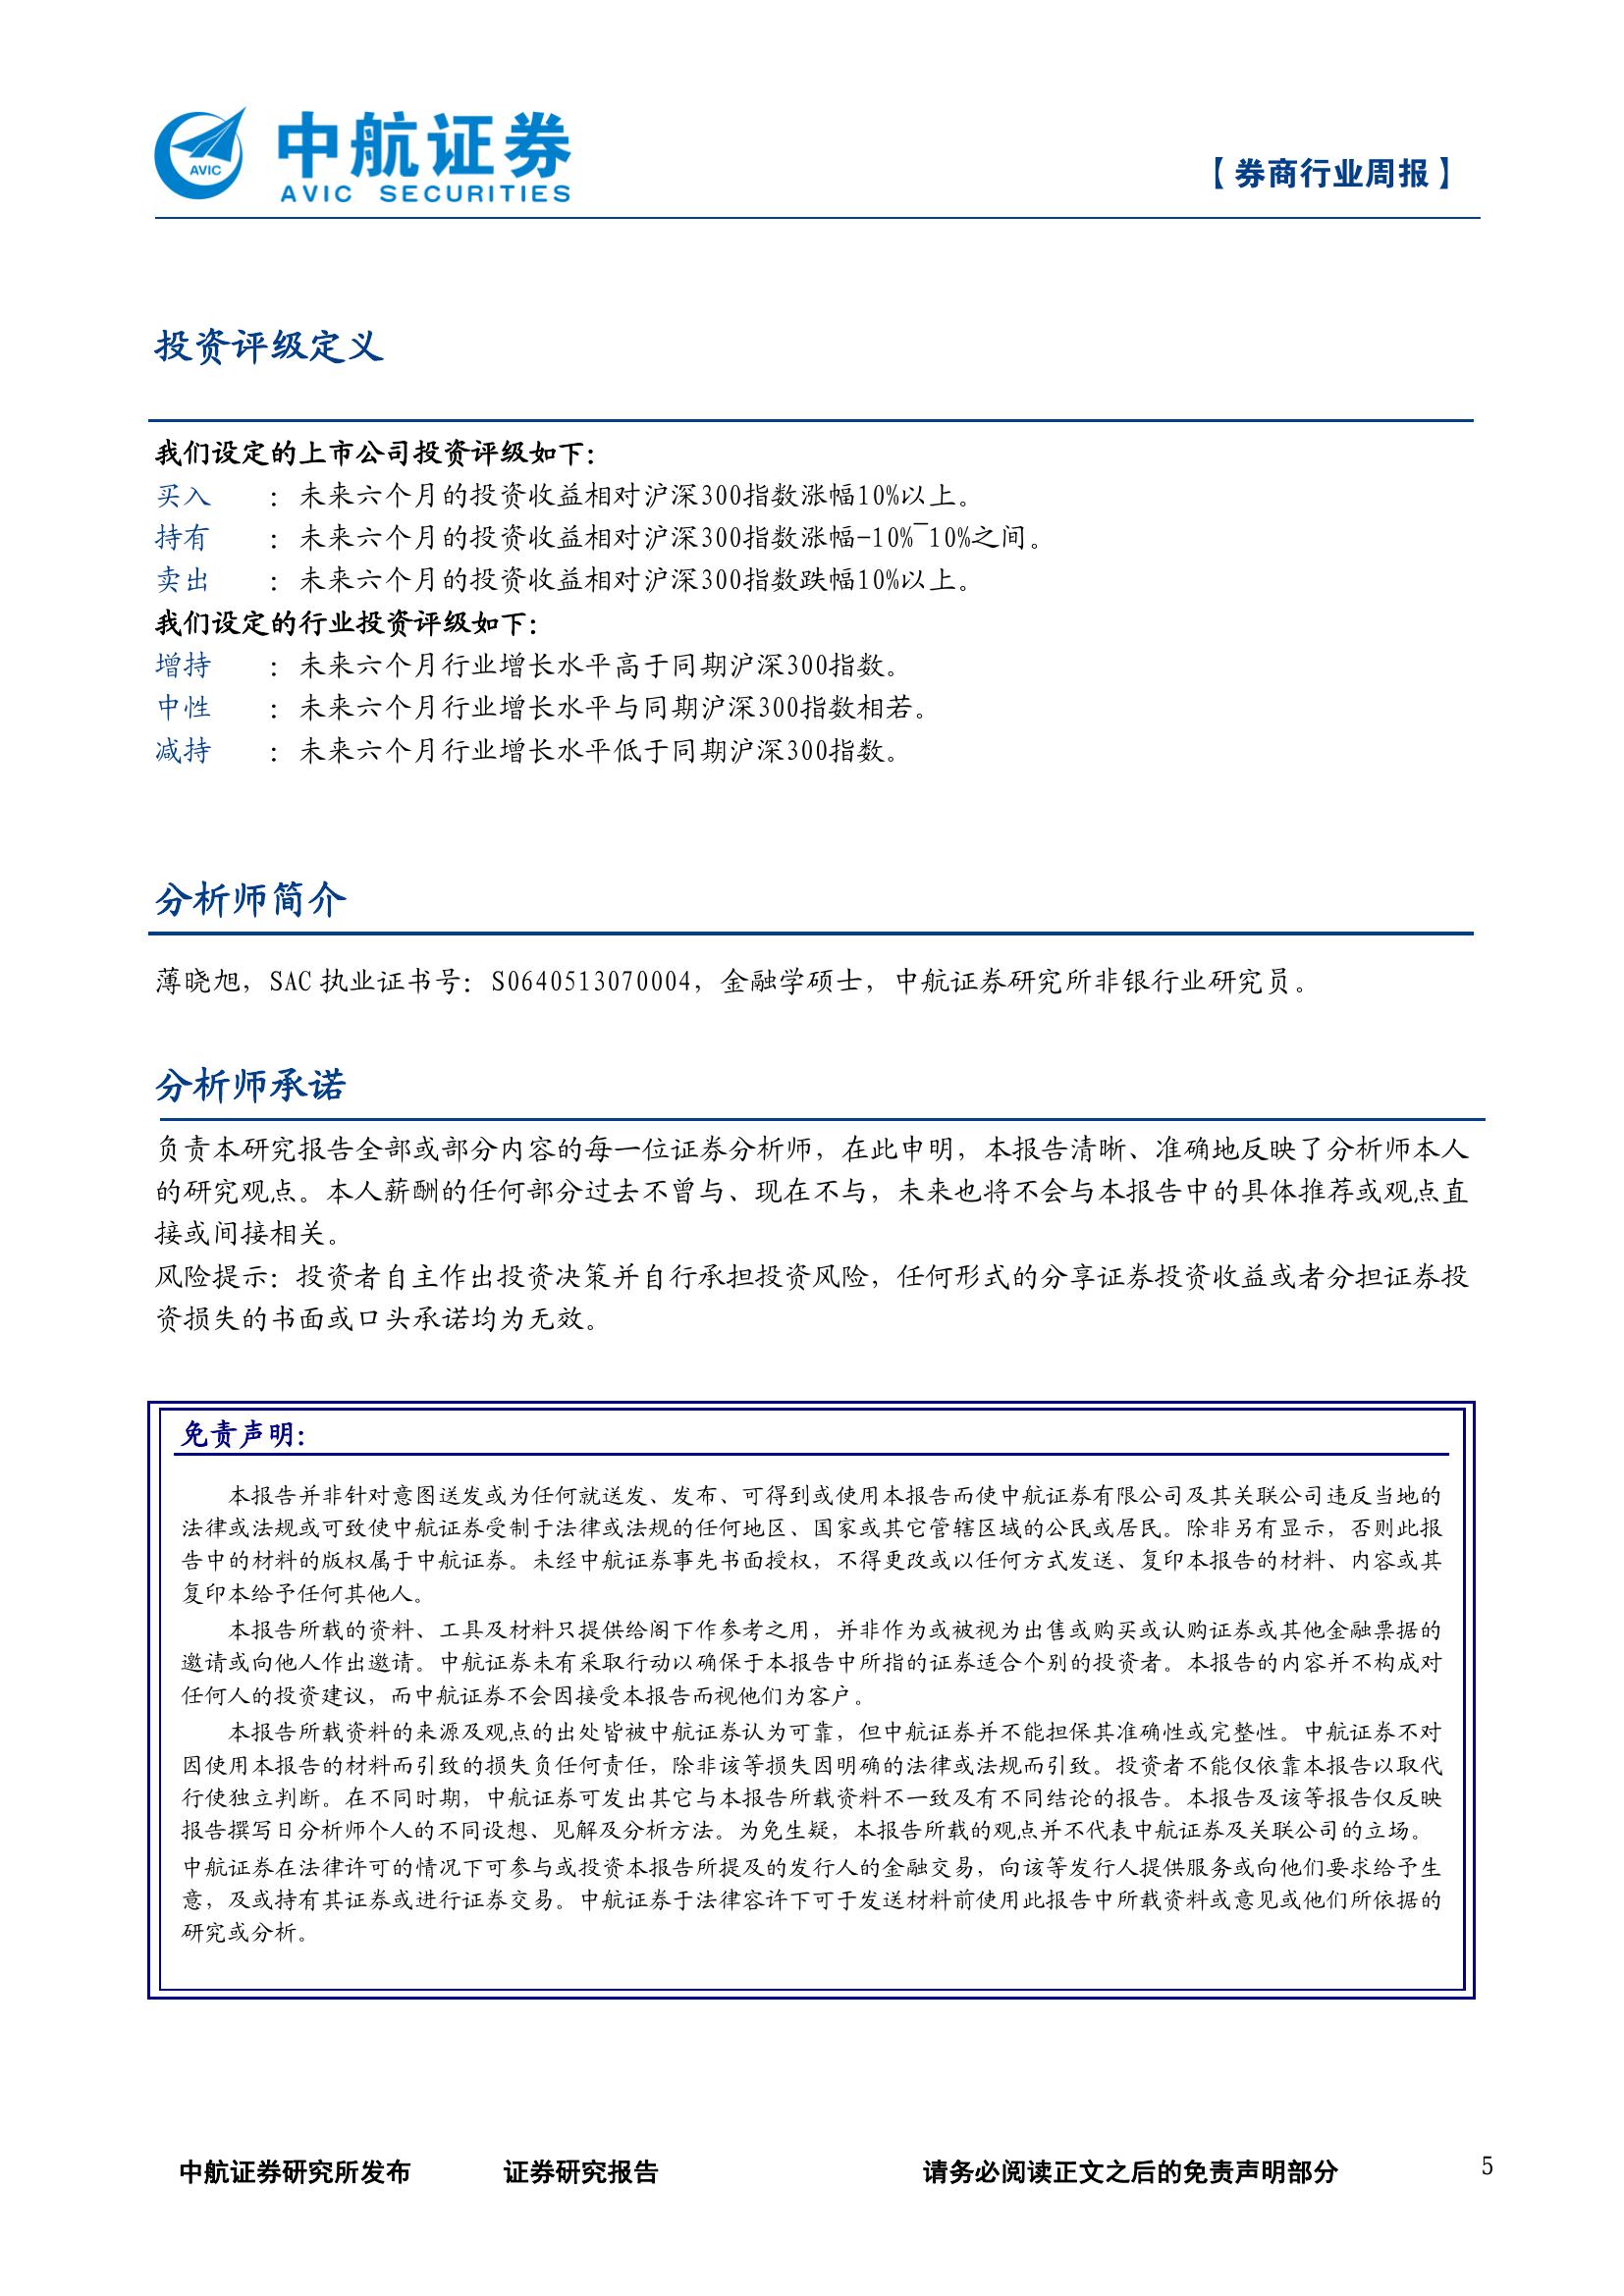 AVIC
中航证券
AVIC SECURITIES
【券商行业周报】
投资评级定义
我们设定的上市公司投资评级如下：
买入 ：未来六个月的投资收益相对沪深300指数涨幅10%以上。
持有 ：未来六个月的投资收益相对沪深300指数涨幅-10%~10%之间。
卖出 ：未来六个月的投资收益相对沪深300指数跌幅10%以上。
我们设定的行业投资评级如下：
增持 ：未来六个月行业增长水平高于同期沪深300指数。
中性 ：未来六个月行业增长水平与同期沪深300指数相若。
减持 ：未来六个月行业增长水平低于同期沪深300指数。
分析师简介
薄晓旭，SAC 执业证书号：S0640513070004，金融学硕士，中航证券研究所非银行业研究员。
分析师承诺
负责本研究报告全部或部分内容的每一位证券分析师，在此申明，本报告清晰、准确地反映了分析师本人
的研究观点。本人薪酬的任何部分过去不曾与、现在不与，未来也将不会与本报告中的具体推荐或观点直
接或间接相关。
风险提示：投资者自主作出投资决策并自行承担投资风险，任何形式的分享证券投资收益或者分担证券投
资损失的书面或口头承诺均为无效。
免责声明：
本报告并非针对意图送发或为任何就送发、发布、可得到或使用本报告而使中航证券有限公司及其关联公司违反当地的
法律或法规或可致使中航证券受制于法律或法规的任何地区、国家或其它管辖区域的公民或居民。除非另有显示，否则此报
告中的材料的版权属于中航证券。未经中航证券事先书面授权，不得更改或以任何方式发送、复印本报告的材料、内容或其
复印本给予任何其他人。
本报告所载的资料、工具及材料只提供给阁下作参考之用，并非作为或被视为出售或购买或认购证券或其他金融票据的
邀请或向他人作出邀请。中航证券未有采取行动以确保于本报告中所指的证券适合个别的投资者。本报告的内容并不构成对
任何人的投资建议，而中航证券不会因接受本报告而视他们为客户。
本报告所载资料的来源及观点的出处皆被中航证券认为可靠，但中航证券并不能担保其准确性或完整性。中航证券不对
因使用本报告的材料而引致的损失负任何责任，除非该等损失因明确的法律或法规而引致。投资者不能仅依靠本报告以取代
行使独立判断。在不同时期，中航证券可发出其它与本报告所载资料不一致及有不同结论的报告。本报告及该等报告仅反映
报告撰写日分析师个人的不同设想、见解及分析方法。为免生疑，本报告所载的观点并不代表中航证券及关联公司的立场。
中航证券在法律许可的情况下可参与或投资本报告所提及的发行人的金融交易，向该等发行人提供服务或向他们要求给予生
意，及或持有其证券或进行证券交易。中航证券于法律容许下可于发送材料前使用此报告中所载资料或意见或他们所依据的
研究或分析。
中航证券研究所发布 证券研究报告 请务必阅读正文之后的免责声明部分 5